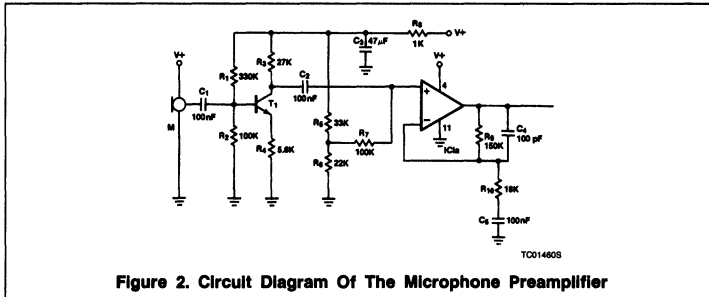 R8
1K
V+
C3 47µF
V+
R3
27K
V+
R1
330K
C2
100nF
C1
100nF
T1
+
4
M
R2
100K
R4
5.6K
R5
33K
R7
100K
R6
22K
−
11
IC1a
R9
150K
C4
100 pF
R10
18K
C5
100nF
TC01460S
Figure 2. Circuit Diagram Of The Microphone Preamplifier